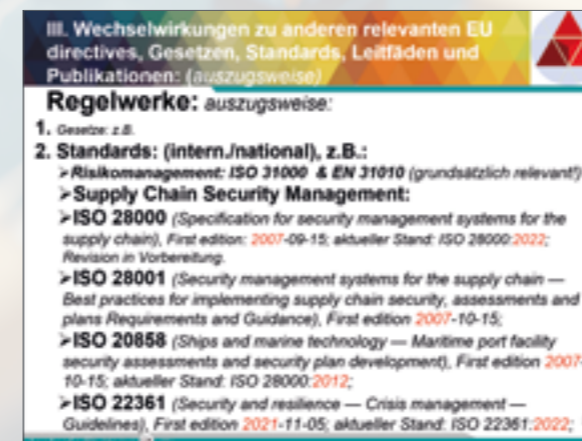 III. Wechselwirkungen zu anderen relevanten EU
directives, Gesetzen, Standards, Leitfäden und
Publikationen: (auszugsweise)
Regelwerke: auszugsweise:
1. Gesetze: z.B.
2. Standards: (intern./national), z.B.:
➢Risikomanagement: ISO 31000 & EN 31010 (grundsätzlich relevant!)
➢Supply Chain Security Management:
➢ISO 28000 (Specification for security management systems for the
supply chain), First edition: 2007-09-15; aktueller Stand: ISO 28000:2022;
Revision in Vorbereitung.
➢ISO 28001 (Security management systems for the supply chain —
Best practices for implementing supply chain security, assessments and
plans Requirements and Guidance), First edition 2007-10-15;
➢ISO 20858 (Ships and marine technology — Maritime port facility
security assessments and security plan development), First edition 2007-
10-15; aktueller Stand: ISO 28000:2012;
➢ISO 22361 (Security and resilience — Crisis management —
Guidelines), First edition 2021-11-05; aktueller Stand: ISO 22361:2022;